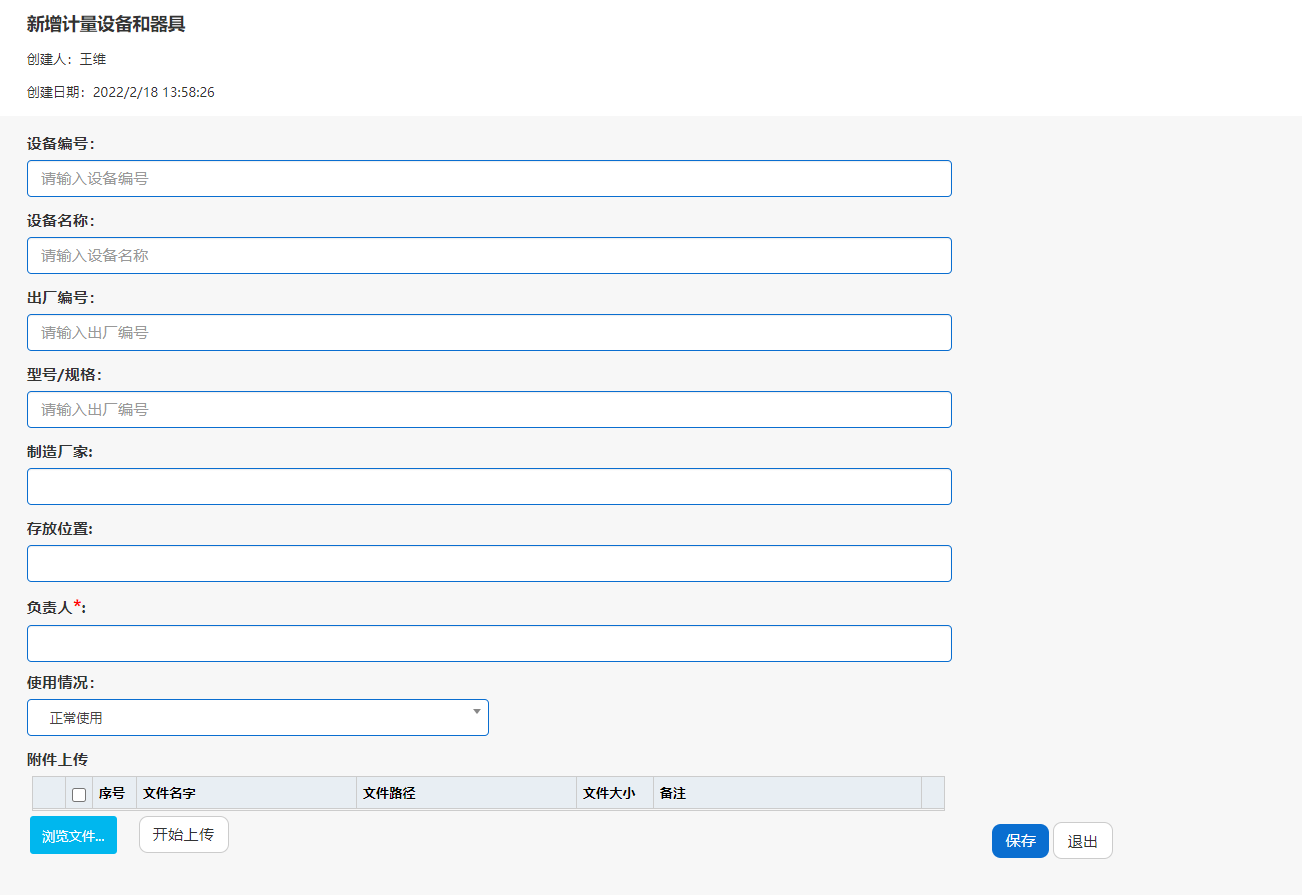 新增计量设备和器具
创建人：王维
创建日期：2022/2/18 13:58:26
设备编号：
请输入设备编号
设备名称：
请输入设备名称
出厂编号：
请输入出厂编号
型号/规格：
请输入出厂编号
制造厂家:
存放位置:
负责人*:
使用情况：
正常使用
附件上传
序号 文件名字 文件路径 文件大小 备注
浏览文件... 开始上传 保存 退出